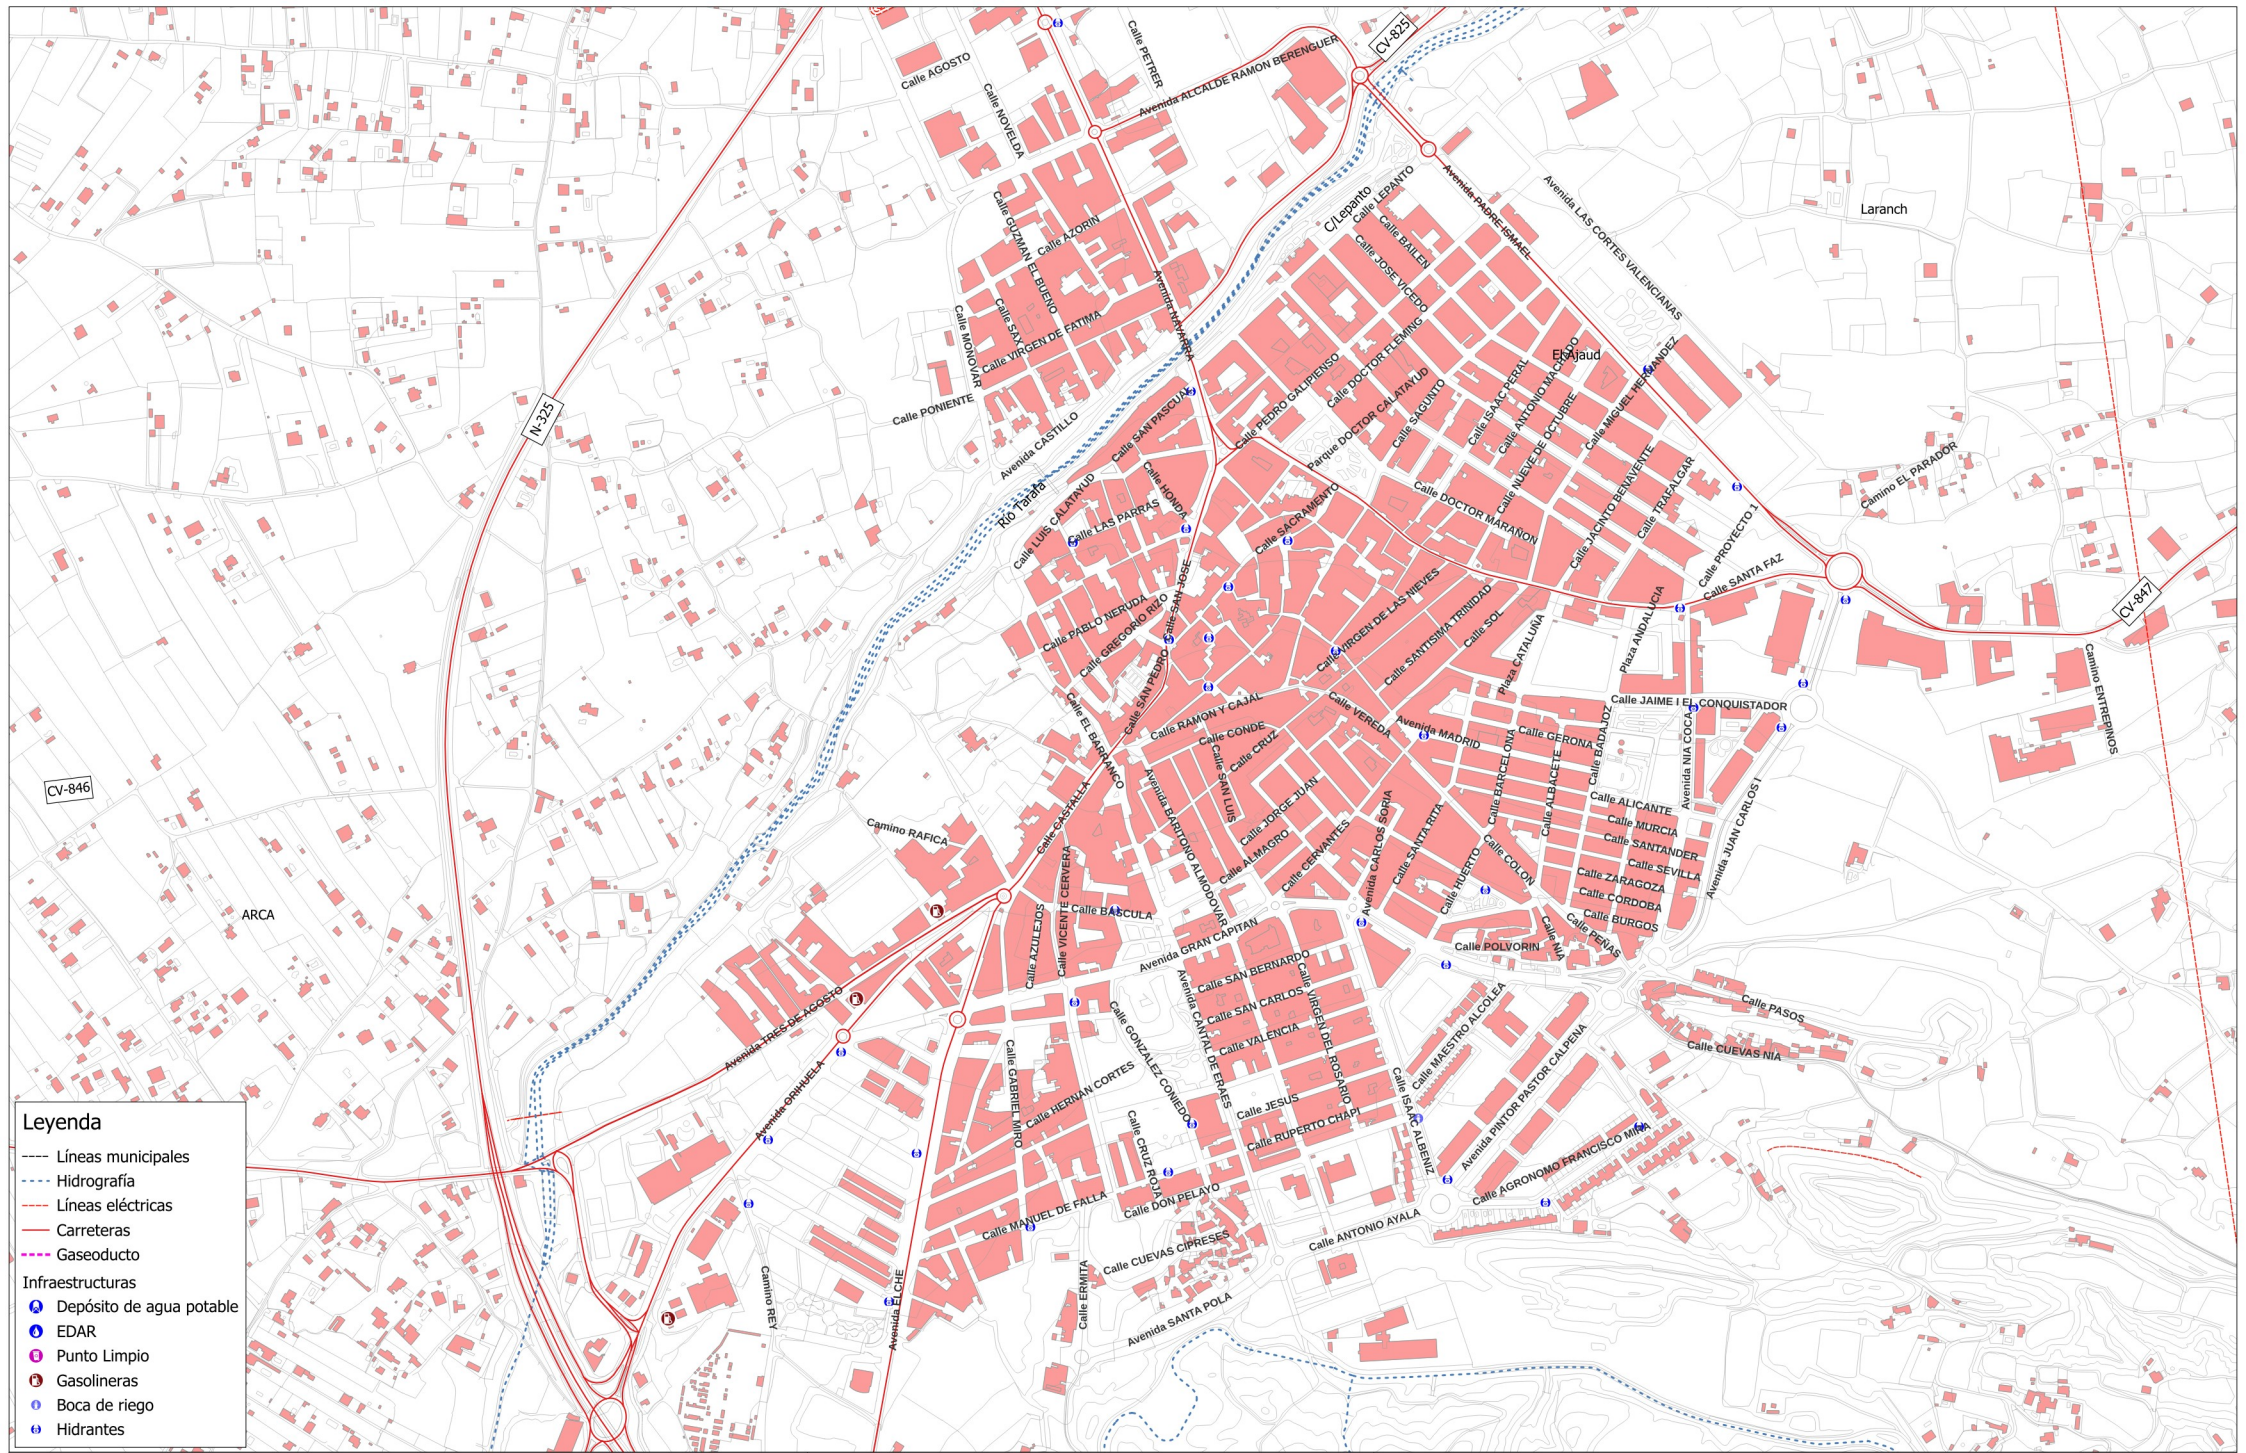 CV-825
Calle PETRER
Calle AGOSTO
Avenida ALCALDE RAMON BERENGUER
Calle NOVELDA
Calle LEPANTO
C/Lepanto
Avenida PADRE ISMAEL
Avenida LAS CORTES VALENCIANAS
Laranch
Calle GUZMAN EL BUENO
Calle AZORIN
Calle BAILEN
Calle JOSE VICEDO
Avenida NAVARRA
Calle SAX
Calle MONOVAR
Calle VIRGEN DE FATIMA
El Ajaud
Calle DOCTOR FLEMING
Calle PEDRO GALIPIENSO
Calle ISAAC PERAL
Calle ANTONIO MACHADO
Calle MIGUEL HERNANDEZ
Parque DOCTOR CALATAYUD
Calle SAGUNTO
Calle NUEVE DE OCTUBRE
N-325
Calle PONIENTE
Avenida CASTILLO
Calle SAN PASCUAL
Río Tarafa
Calle LUIS CALATAYUD
Calle HONDA
Calle LAS PARRAS
Calle SACRAMENTO
Calle DOCTOR MARAÑON
Calle JACINTO BENAVENTE
Calle TRAFALGAR
Camino EL PARADOR
Calle PROYECTO 1
Calle SANTA FAZ
CV-847
Calle SAN JOSE
Calle PABLO NERUDA
Calle GREGORIO RIZO
Calle VIRGEN DE LAS NIEVES
Calle SANTISIMA TRINIDAD
Calle SOL
Plaza CATALUÑA
Plaza ANDALUCIA
Calle SAN PEDRO
Calle EL BARRANCO
Calle RAMON Y CAJAL
Calle CONDE
Calle CRUZ
Calle VEREDA
Avenida MADRID
Calle GERONA
Calle BADAJOZ
Calle JAIME I EL CONQUISTADOR
Avenida NIA COCA
Camino ENTREPINOS
CV-846
Calle SAN LUIS
Avenida BARITONO ALMODOVAR
Calle JORGE JUAN
Calle ALMAGRO
Calle CERVANTES
Avenida CARLOS SORIA
Calle SANTA RITA
Calle BARCELONA
Calle ALBACETE
Calle ALICANTE
Calle MURCIA
Calle SANTANDER
Calle SEVILLA
Calle ZARAGOZA
Calle CORDOBA
Calle BURGOS
Avenida JUAN CARLOS I
Calle CASTALLA
Camino RAFICA
Calle VICENTE CERVERA
Calle AZULEJOS
Calle BASCULA
Calle HUERTO
Calle COLON
Calle NIA
Calle PEÑAS
Calle POLVORIN
ARCA
Avenida GRAN CAPITAN
Calle SAN BERNARDO
Calle SAN CARLOS
Calle VALENCIA
Avenida CANTAL DE ERAES
Calle VIRGEN DEL ROSARIO
Calle GONZALEZ CONIEDO
Calle MAESTRO ALCOLEA
Avenida PINTOR PASTOR CALPENA
Calle PASOS
Calle CUEVAS NIA
Avenida TRES DE AGOSTO
Avenida ORIHUELA
Calle GABRIEL MIRO
Calle HERNAN CORTES
Calle JESUS
Calle RUPERTO CHAPI
Calle ISAAC ALBENIZ
Calle AGRONOMO FRANCISCO MIRA
Calle CRUZ ROJA
Calle DON PELAYO
Calle MANUEL DE FALLA
Calle CUEVAS CIPRESES
Calle ANTONIO AYALA
Calle ERMITA
Avenida SANTA POLA
Camino REY
Avenida ELCHE
Leyenda
Líneas municipales
Hidrografía
Líneas eléctricas
Carreteras
Gaseoducto
Infraestructuras
Depósito de agua potable
EDAR
Punto Limpio
Gasolineras
Boca de riego
Hidrantes